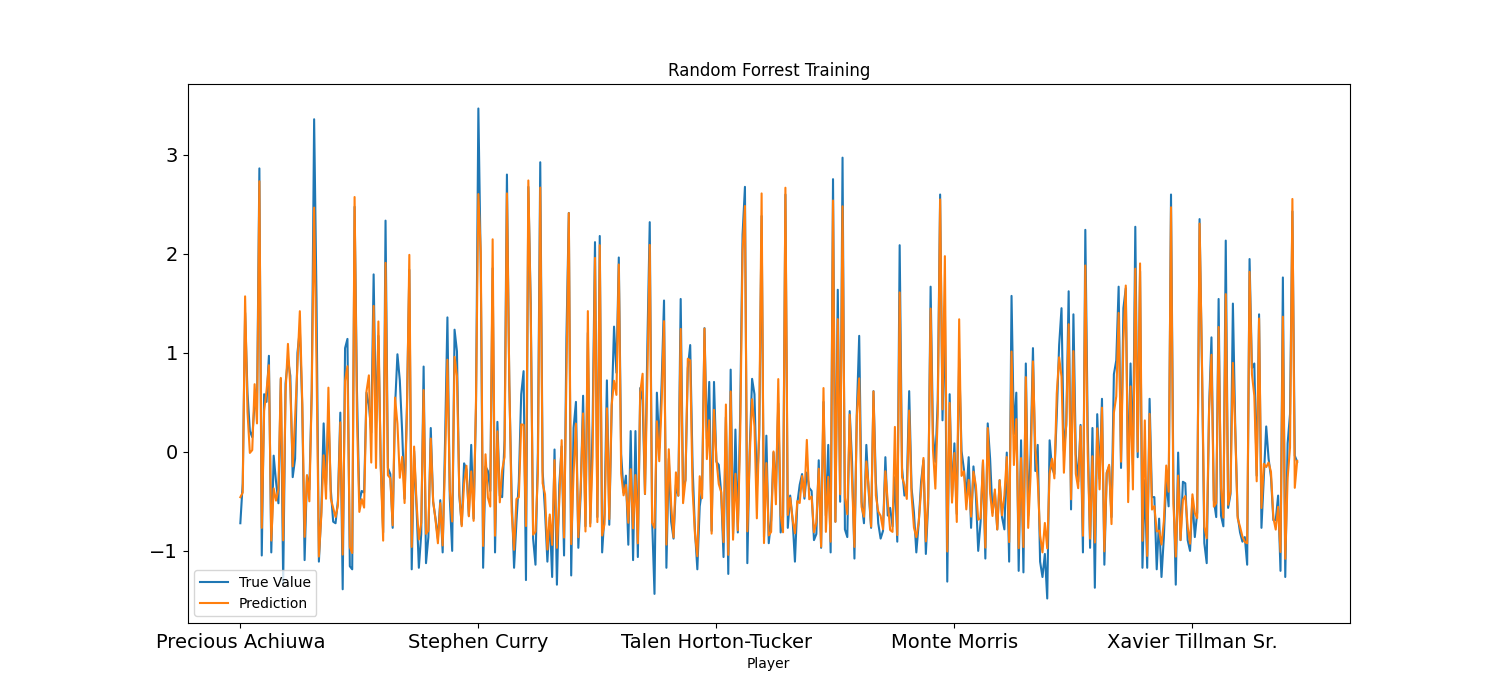 Random Forrest Training
3
2
1
0
−1
True Value
Prediction
Precious Achiuwa Stephen Curry Talen Horton-Tucker Monte Morris Xavier Tillman Sr.
Player